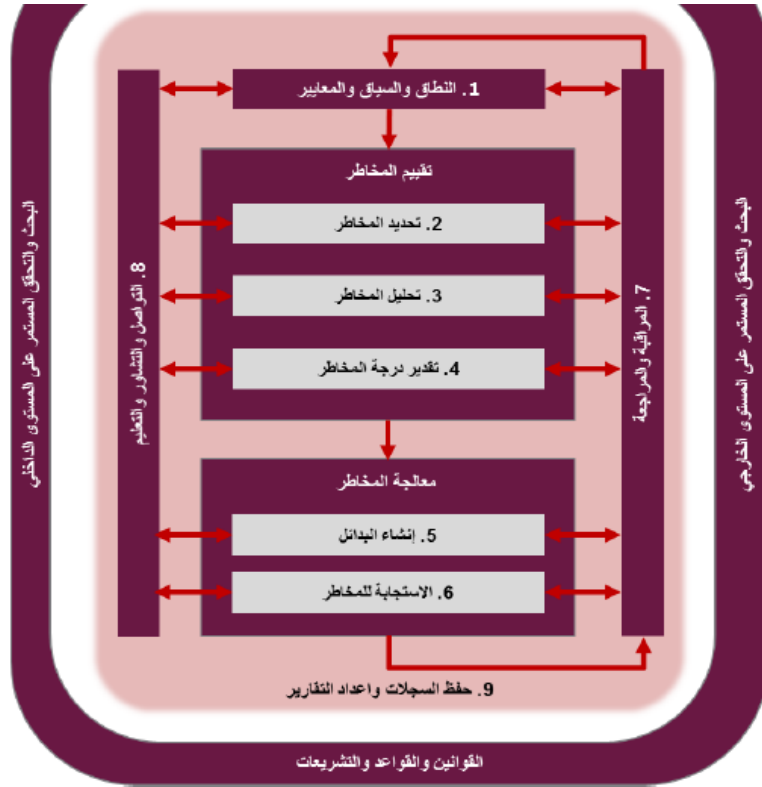 1. النطاق والسياق والمعايير
تقييم المخاطر
2. تحديد المخاطر
3. تحليل المخاطر
4. تقدير درجة المخاطر
معالجة المخاطر
5. إنشاء البدائل
6. الاستجابة للمخاطر
7. المراقبة والمراجعة
8. التواصل والتشاور والتعليم
9. حفظ السجلات واعداد التقارير
البحث والتحقق المستمر على المستوى الخارجي
البحث والتحقق المستمر على المستوى الداخلي
القوانين والقواعد والتشريعات